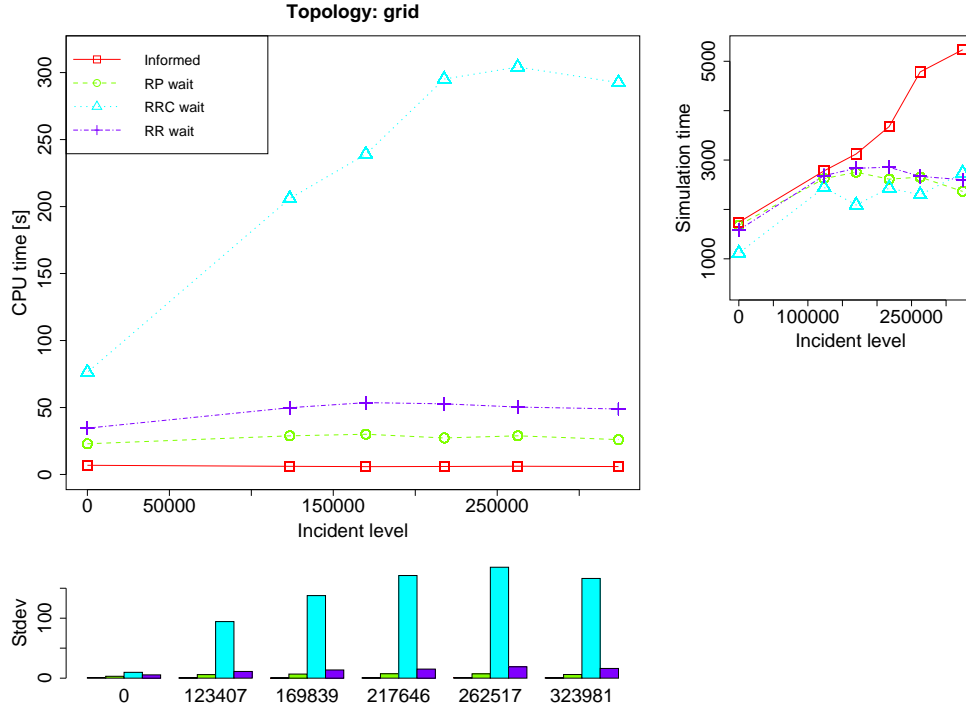 Topology: grid
Informed
RP wait
RRC wait
RR wait
CPU time [s]
0
50
100
150
200
250
300
0
50000
150000
250000
Incident level
Simulation time
1000
3000
5000
0
100000
250000
Incident level
Stdev
0
100
0
123407
169839
217646
262517
323981